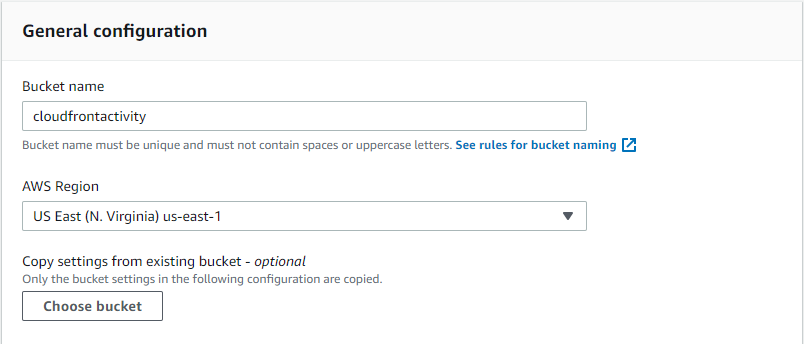 General configuration
Bucket name
cloudfrontactivity
Bucket name must be unique and must not contain spaces or uppercase letters. See rules for bucket naming
AWS Region
US East (N. Virginia) us-east-1
Copy settings from existing bucket - optional
Only the bucket settings in the following configuration are copied.
Choose bucket